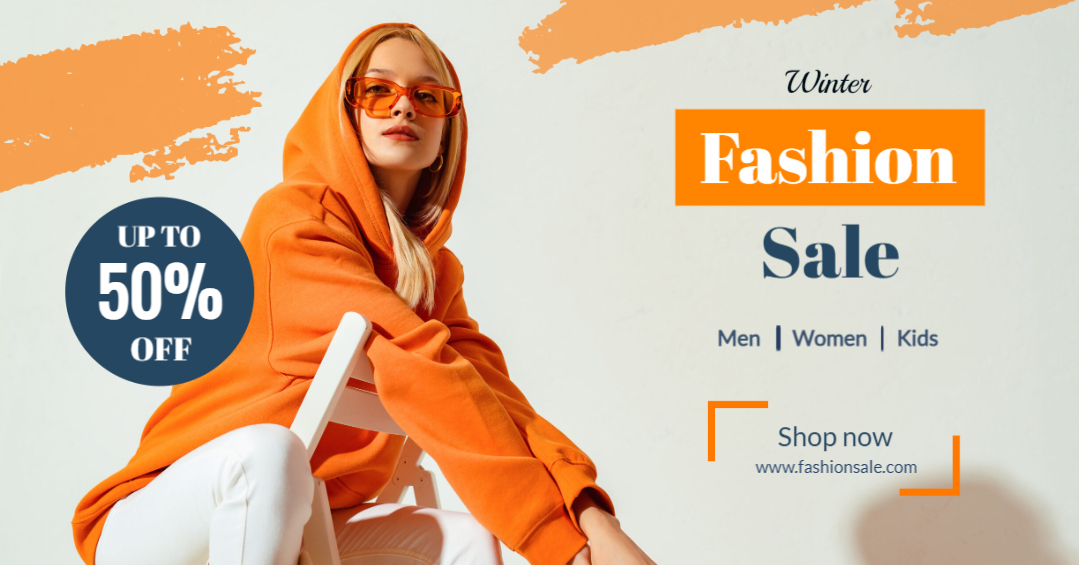 UP TO
50%
OFF
Winter
Fashion
Sale
Men | Women | Kids
Shop now
www.fashionsale.com